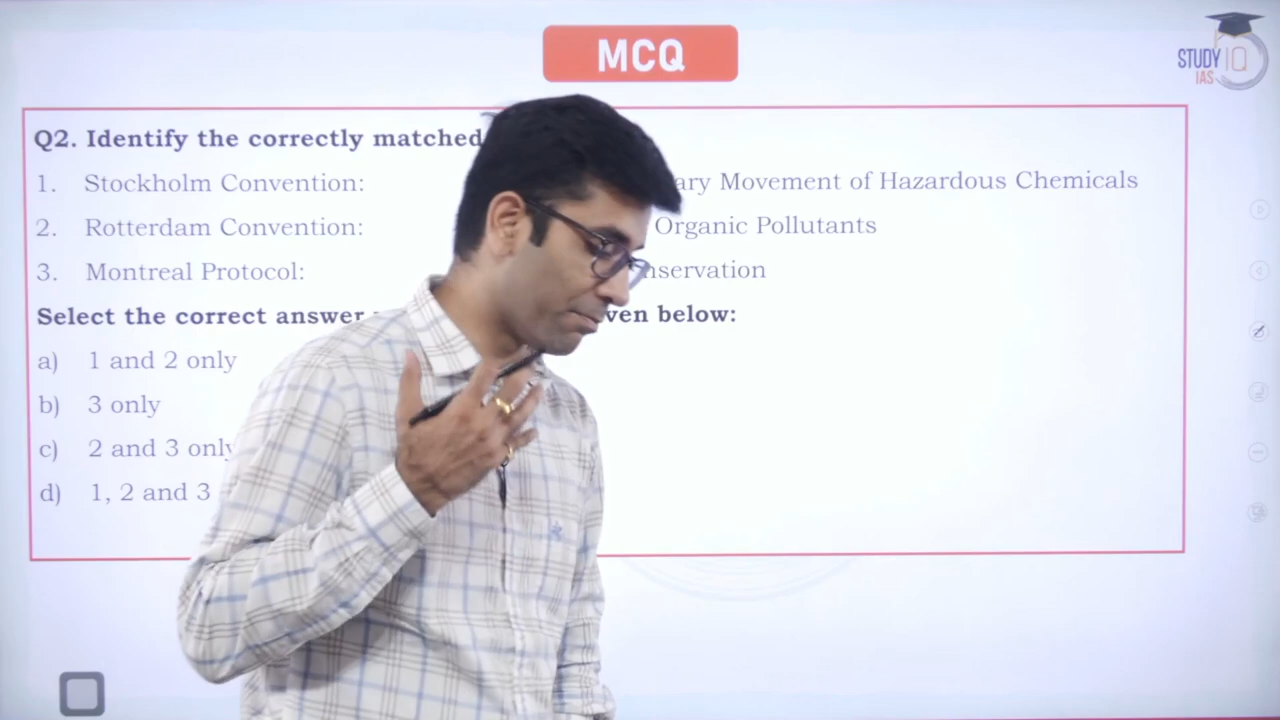 MCQ
STUDY IQ
IAS
Q2. Identify the correctly matched
1. Stockholm Convention: ary Movement of Hazardous Chemicals
2. Rotterdam Convention: Organic Pollutants
3. Montreal Protocol: nservation
Select the correct answer ven below:
a) 1 and 2 only
b) 3 only
c) 2 and 3 only
d) 1, 2 and 3